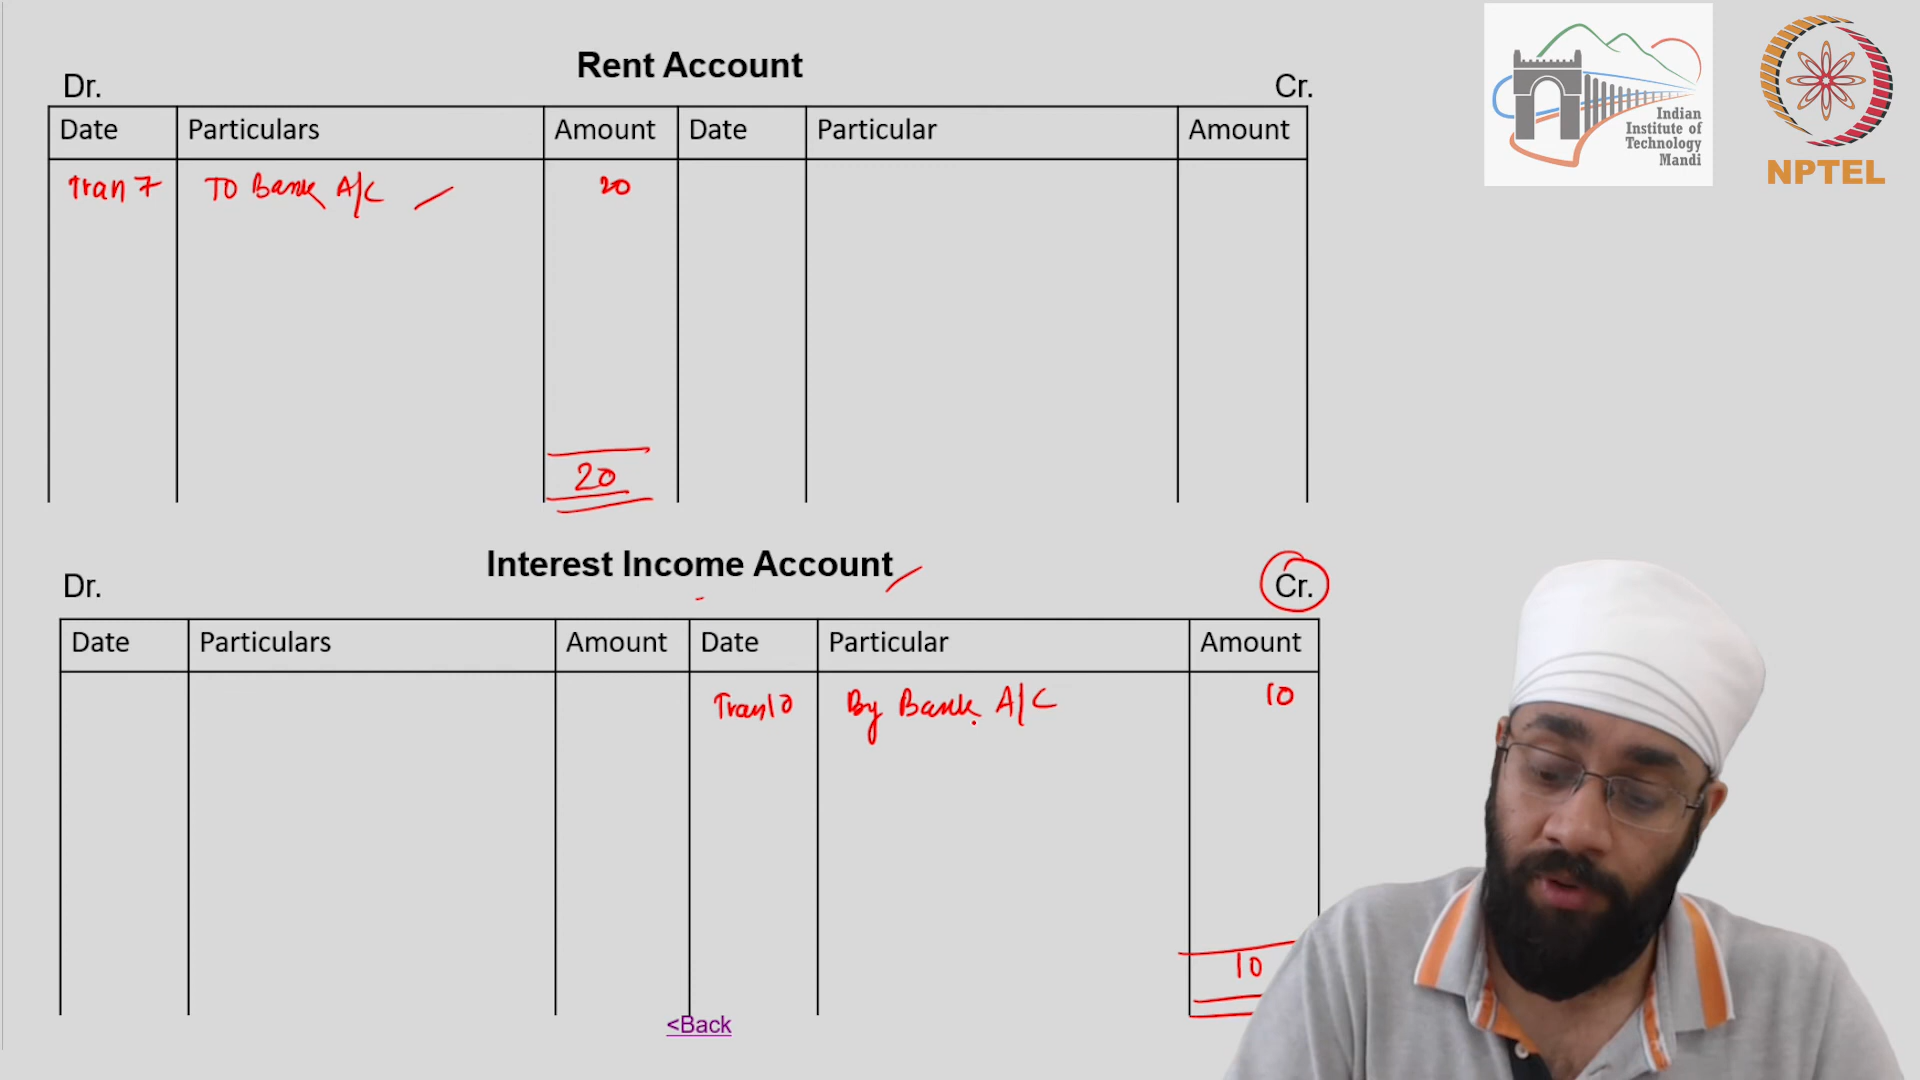 Rent Account
Dr.
Cr.
Date Particulars Amount Date Particular Amount
Tran 7 To Bank A/C 20
20
Interest Income Account
Dr.
Cr.
Date Particulars Amount Date Particular Amount
Tran10 By Bank A/C 10
10
<Back
Indian
Institute of
Technology
Mandi
NPTEL